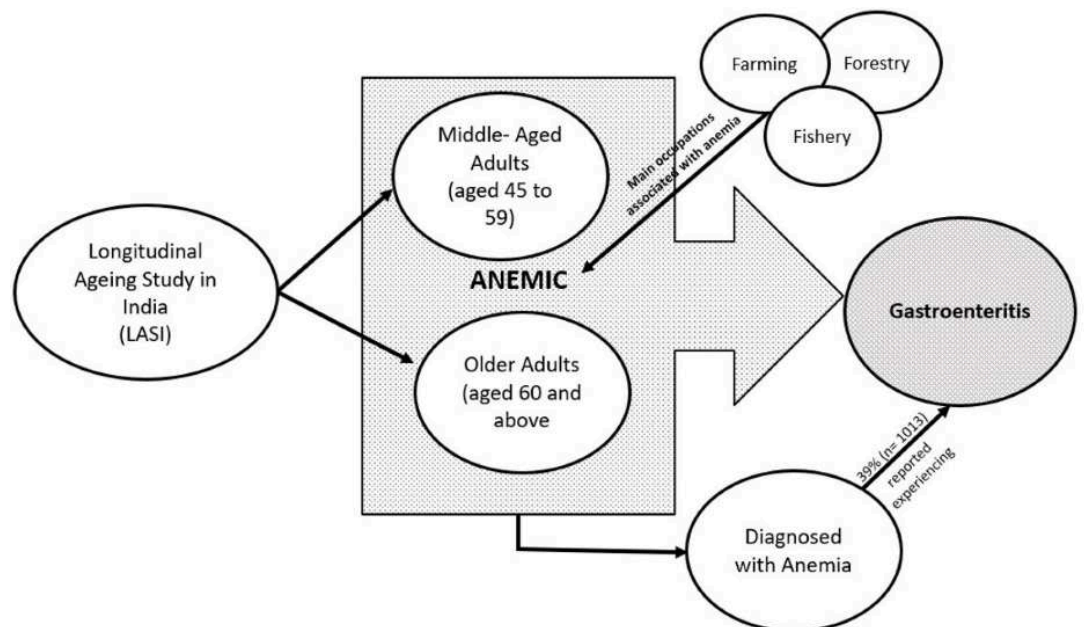 Farming
Forestry
Fishery
Main occupations
associated with anemia
Middle- Aged
Adults
(aged 45 to
59)
Longitudinal
Ageing Study in
India
(LASI)
ANEMIC
Gastroenteritis
Older Adults
(aged 60 and
above
39% (n= 1013)
reported
experiencing
Diagnosed
with Anemia